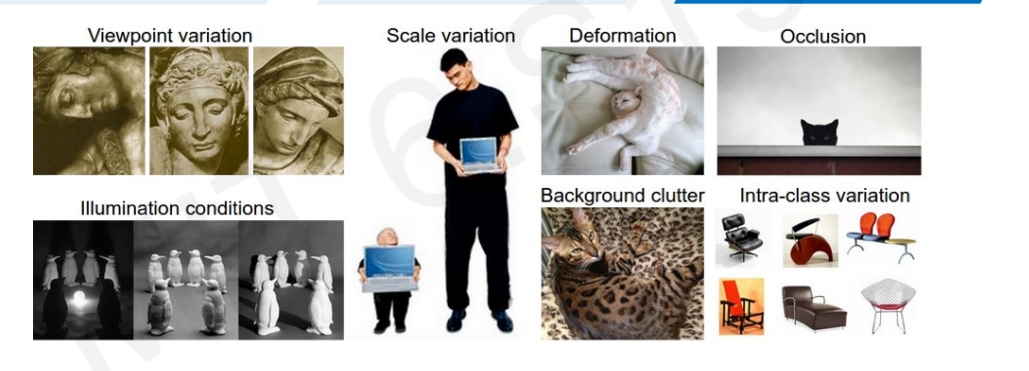 Viewpoint variation
Scale variation
Deformation
Occlusion
Illumination conditions
Background clutter
Intra-class variation